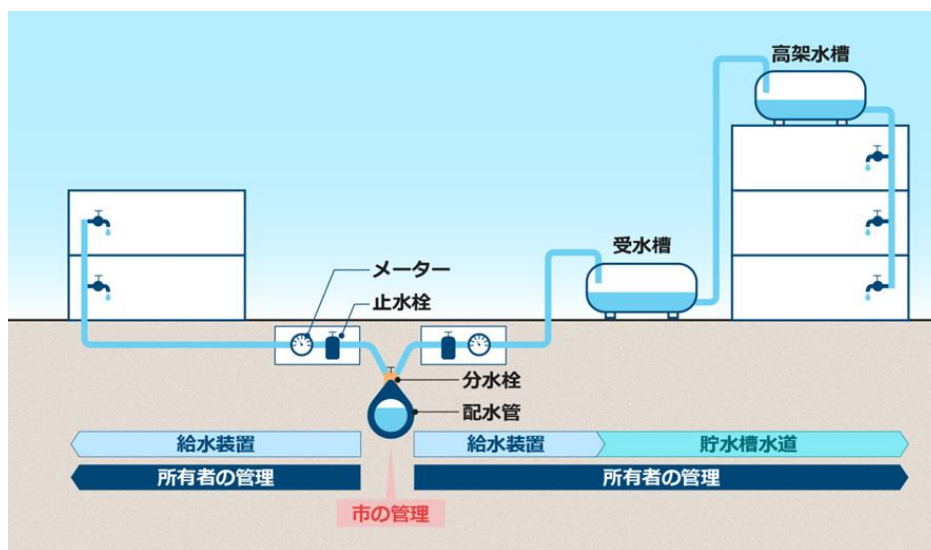 高架水槽
受水槽
メーター
止水栓
分水栓
配水管
給水装置
給水装置
貯水槽水道
所有者の管理
所有者の管理
市の管理